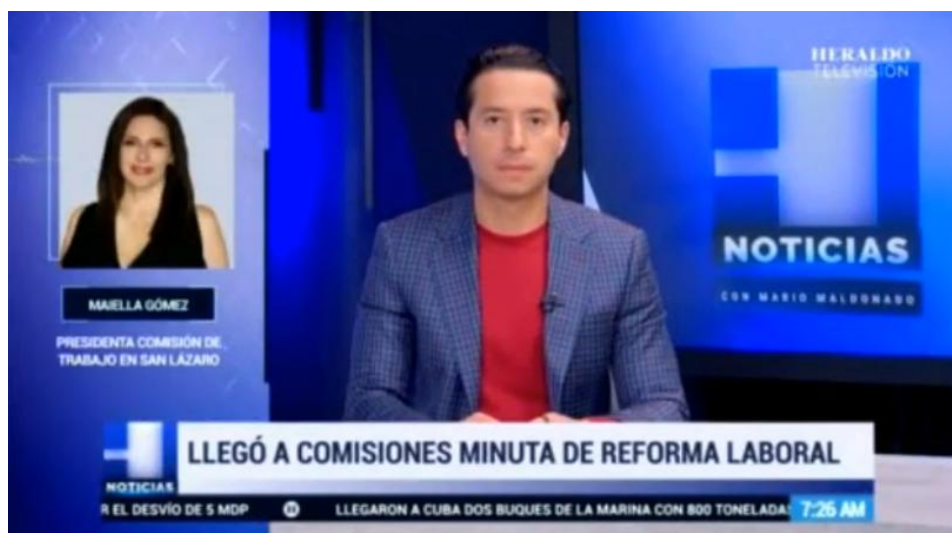 HERALDO
TELEVISIÓN
NOTICIAS
CON MARIO MALDONADO
MAIELLA GÓMEZ
PRESIDENTA COMISIÓN DE
TRABAJO EN SAN LÁZARO
LLEGÓ A COMISIONES MINUTA DE REFORMA LABORAL
NOTICIAS
R EL DESVÍO DE 5 MDP LLEGARON A CUBA DOS BUQUES DE LA MARINA CON 800 TONELADAS 7:26 AM